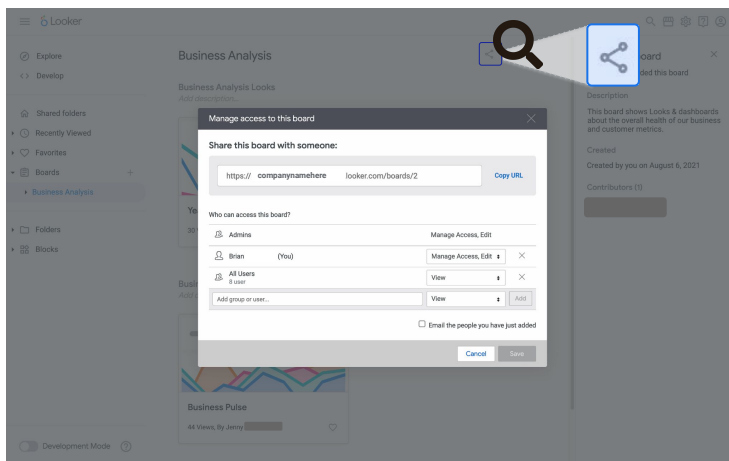 Looker
Explore
Develop
Shared folders
Recently Viewed
Favorites
Boards +
Business Analysis
Folders
Blocks
Development Mode
Business Analysis
Business Analysis Looks
Add description...
Ye
30
Manage access to this board
Share this board with someone:
https:// companynamehere looker.com/boards/2 Copy URL
Who can access this board?
Admins Manage Access, Edit
Brian (You) Manage Access, Edit
All Users View
8 user
Add group or user... View Add
Email the people you have just added
Cancel Save
Busi
Add
Business Pulse
44 Views, By Jenny
oard
ded this board
Description
This board shows Looks & dashboards
about the overall health of our business
and customer metrics.
Created
Created by you on August 6, 2021
Contributors (1)